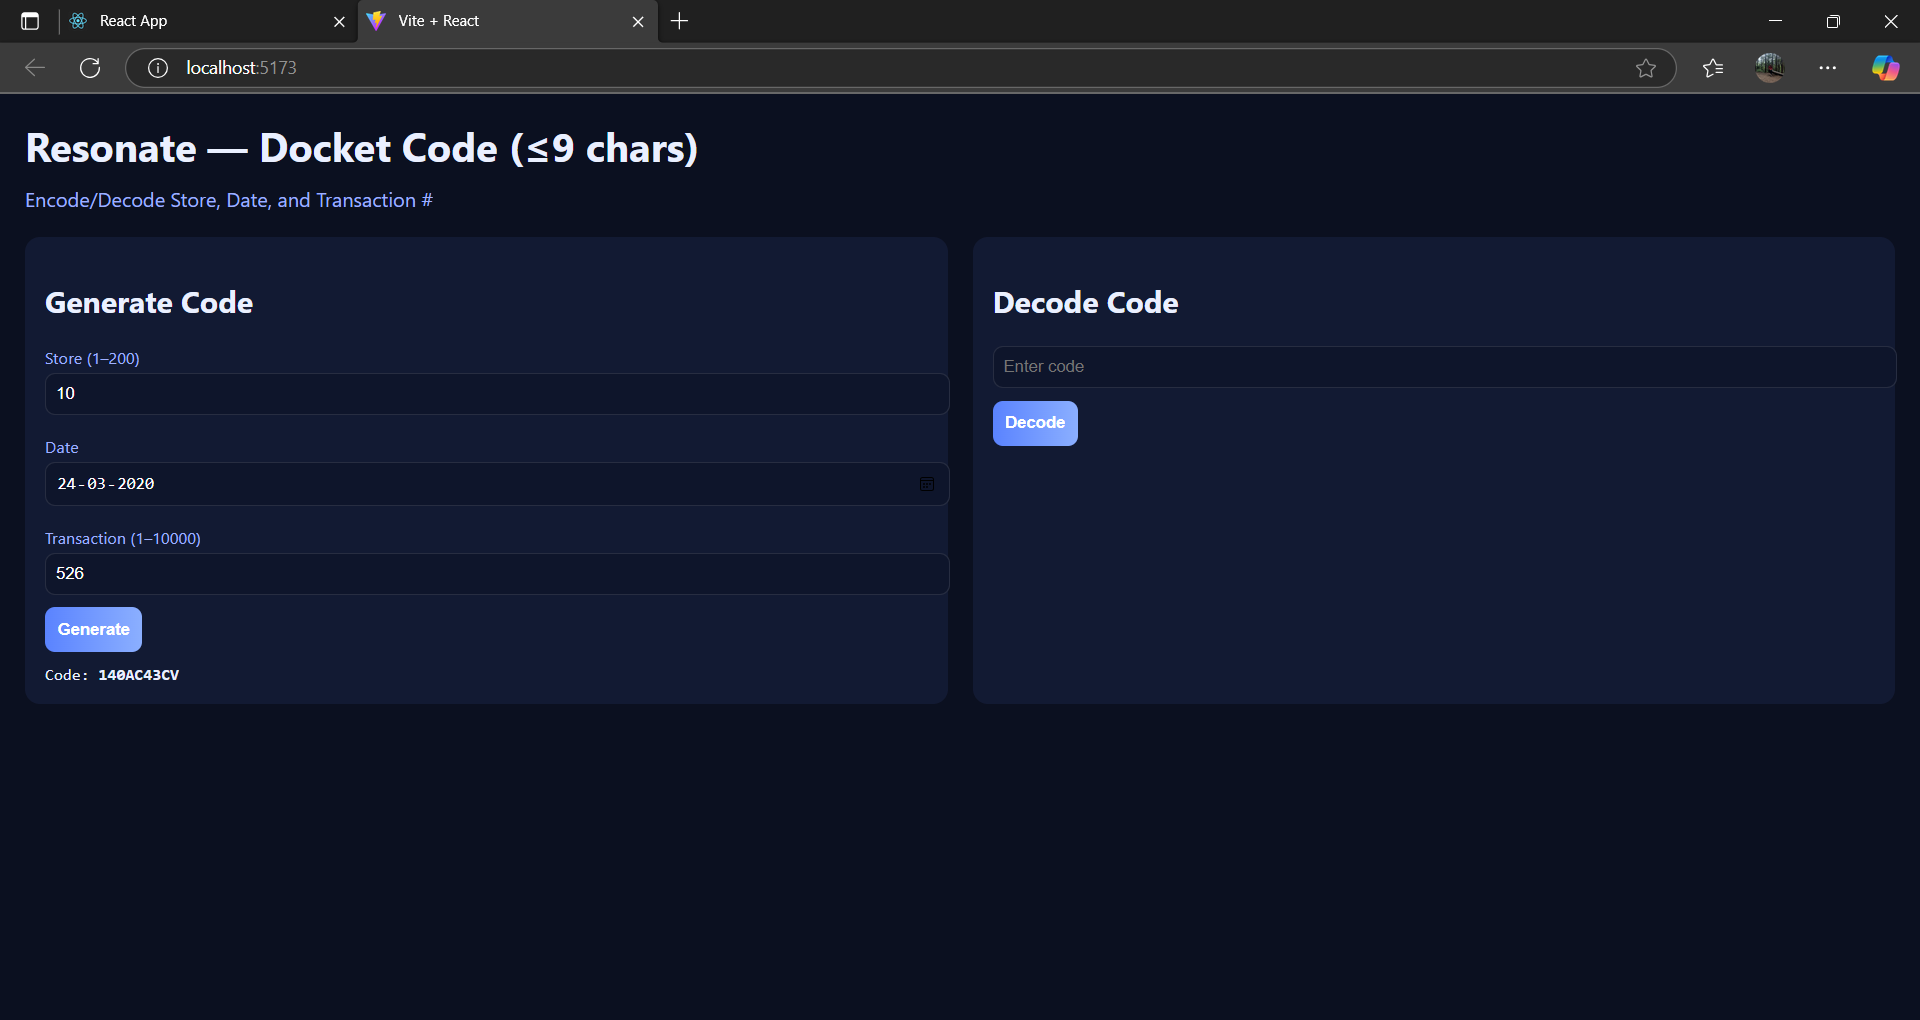 React App
Vite + React
localhost:5173
Resonate — Docket Code (≤9 chars)
Encode/Decode Store, Date, and Transaction #
Generate Code
Store (1–200)
10
Date
24-03-2020
Transaction (1–10000)
526
Generate
Code: 140AC43CV
Decode Code
Enter code
Decode